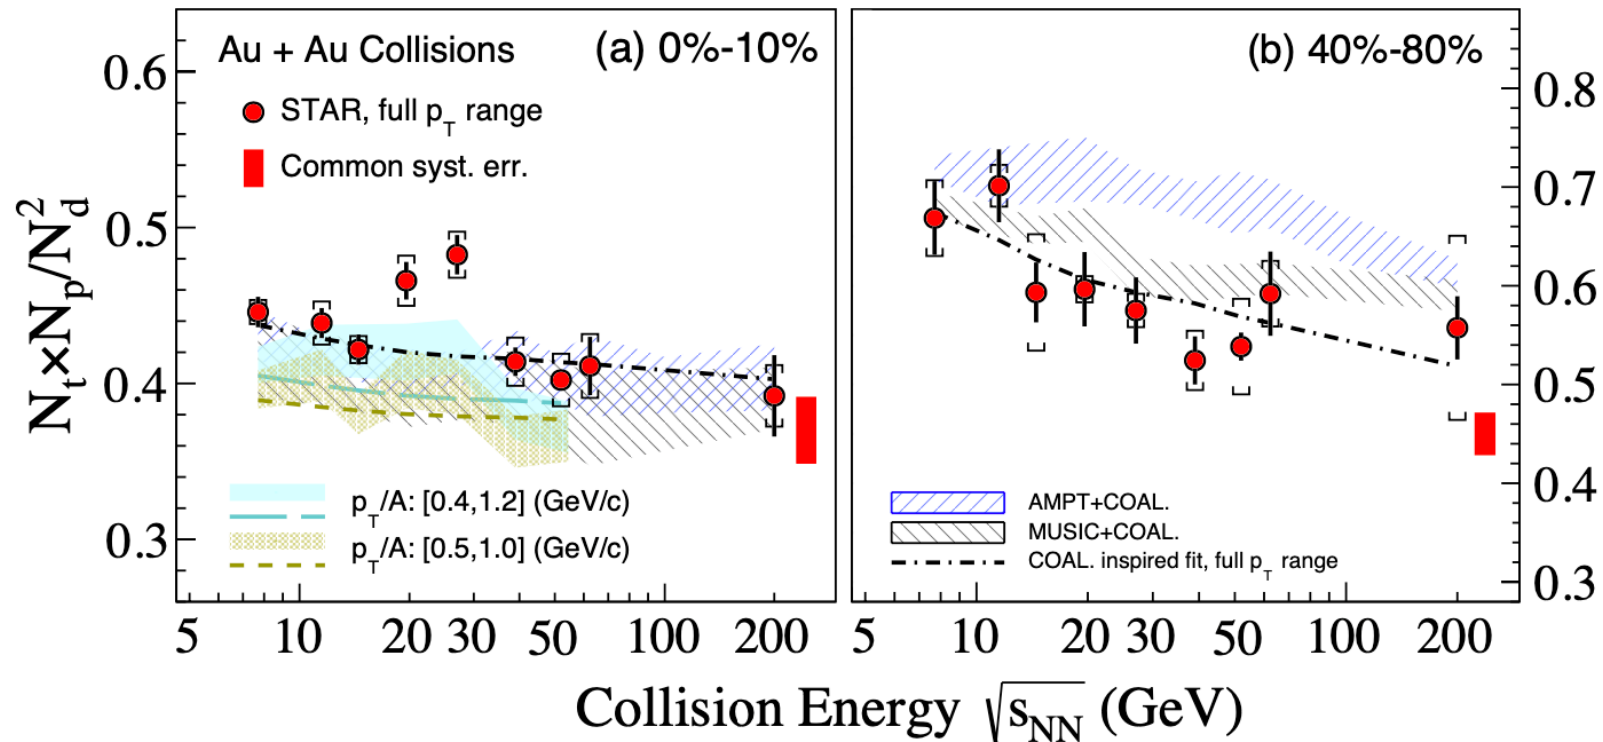 Au + Au Collisions
(a) 0%-10%
STAR, full p_T range
Common syst. err.
0.6
0.5
0.4
0.3
N_t×N_p/N_d^2
p_T/A: [0.4,1.2] (GeV/c)
p_T/A: [0.5,1.0] (GeV/c)
5 10 20 30 50 100 200
(b) 40%-80%
0.8
0.7
0.6
0.5
0.4
0.3
AMPT+COAL.
MUSIC+COAL.
COAL. inspired fit, full p_T range
5 10 20 30 50 100 200
Collision Energy √s_NN (GeV)